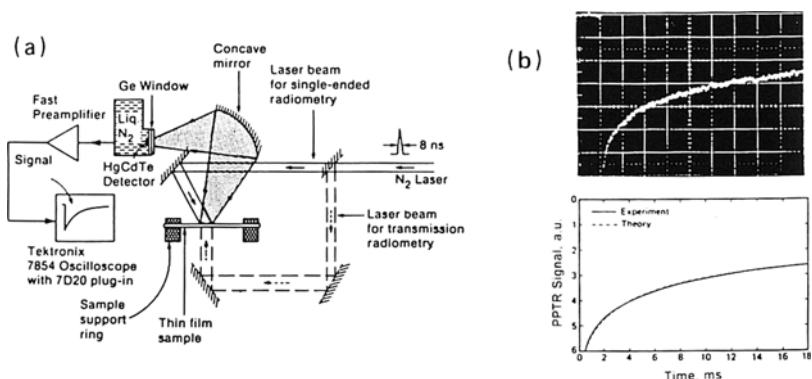 (a)
Concave
mirror
Ge Window
Fast
Preamplifier
Liq.
N₂
Signal
HgCdTe
Detector
Laser beam
for single-ended
radiometry
8 ns
N₂ Laser
Laser beam
for transmission
radiometry
Tektronix
7854 Oscilloscope
with 7D20 plug-in
Sample
support
ring
Thin film
sample
(b)
Experiment
Theory
PPTR Signal, a.u.
0
1
2
3
4
5
6
0 2 4 6 8 10 12 14 16 18
Time, ms